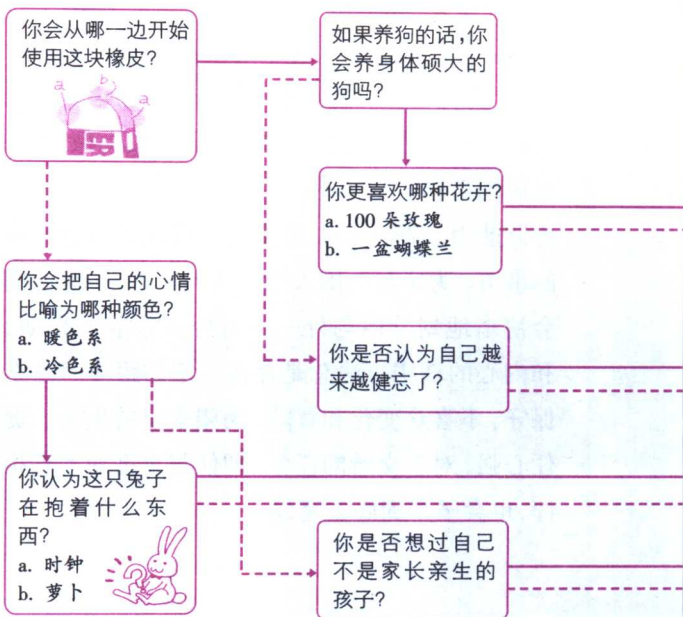 你会从哪一边开始
使用这块橡皮?
a
b
a
ER
如果养狗的话,你
会养身体硕大的
狗吗?
你更喜欢哪种花卉?
a. 100 朵玫瑰
b. 一盆蝴蝶兰
你会把自己的心情
比喻为哪种颜色?
a. 暖色系
b. 冷色系
你是否认为自己越
来越健忘了?
你认为这只兔子
在抱着什么东
西?
a. 时钟
b. 萝卜
?
你是否想过自己
不是家长亲生的
孩子?